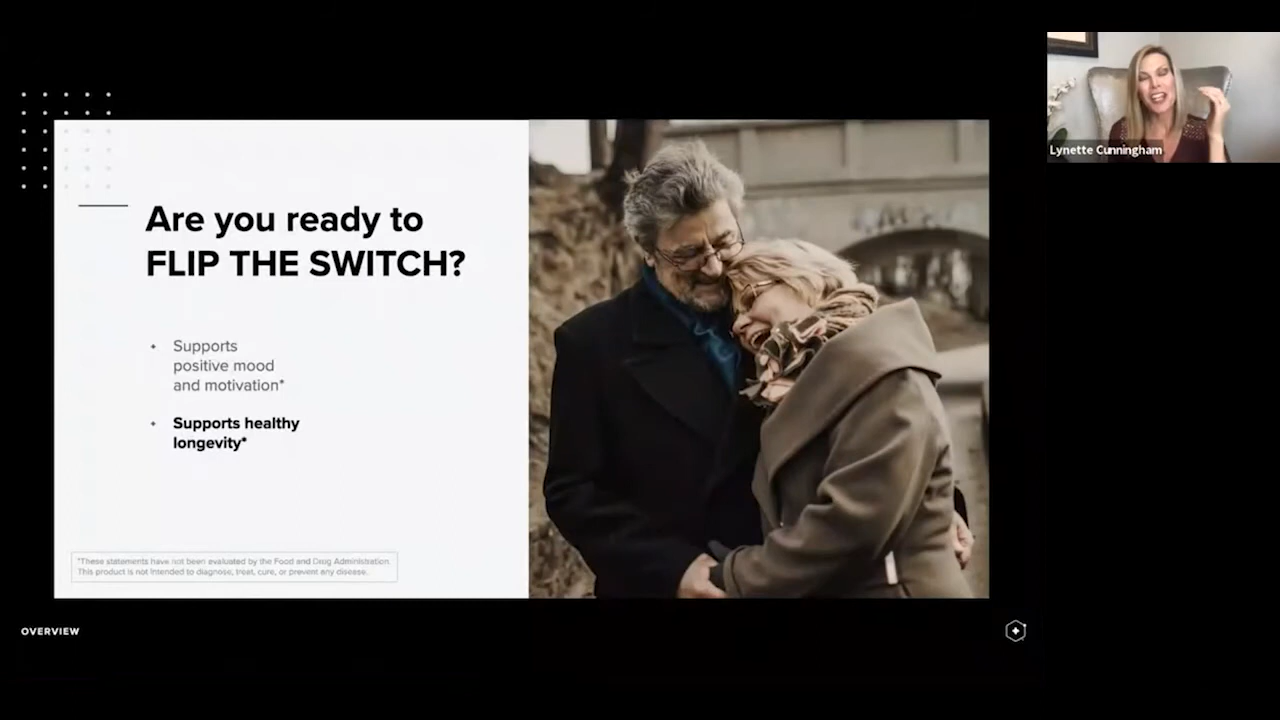 Are you ready to
FLIP THE SWITCH?
Supports
positive mood
and motivation*
Supports healthy
longevity*
*These statements have not been evaluated by the Food and Drug Administration.
This product is not intended to diagnose, treat, cure, or prevent any disease.
OVERVIEW
Lynette Cunningham